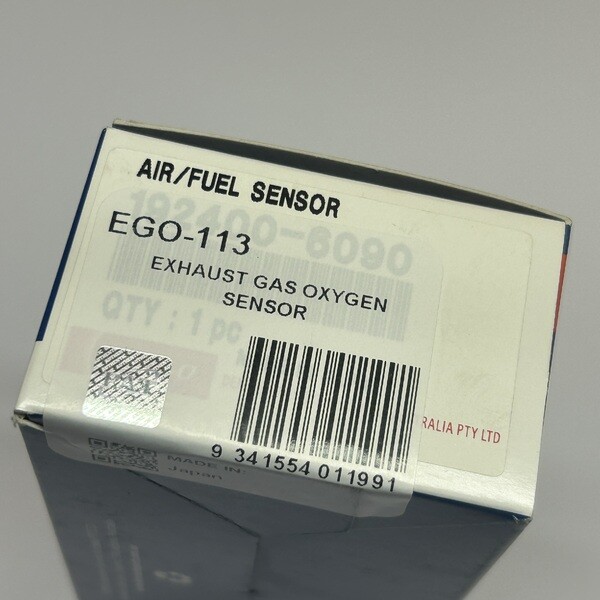 AIR/FUEL SENSOR
192400-6090
EGO-113
EXHAUST GAS OXYGEN
SENSOR
QTY : 1 pc
RALIA PTY LTD
9 341554 011991
MADE IN:
Japan